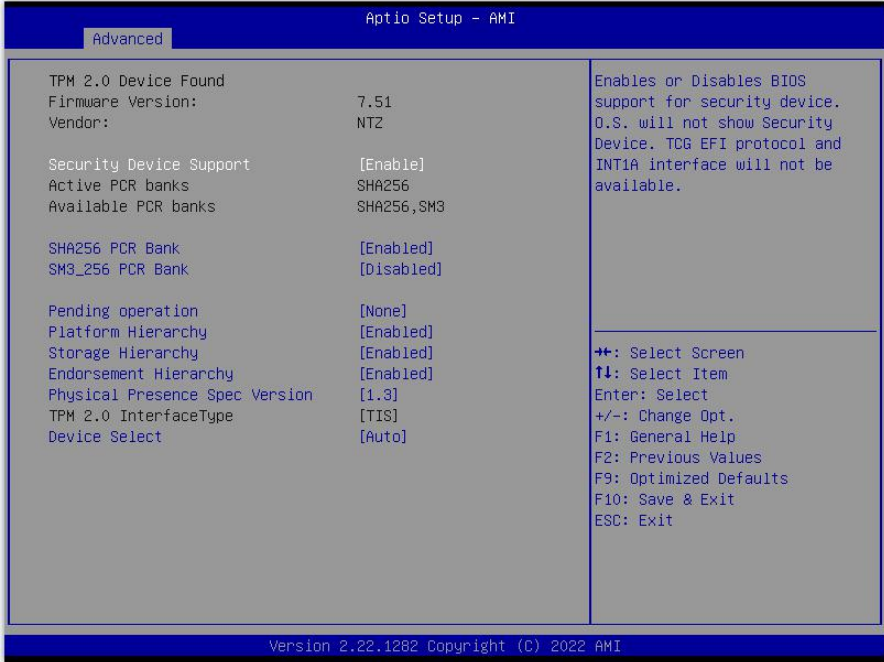 Aptio Setup - AMI
Advanced
TPM 2.0 Device Found
Firmware Version: 7.51
Vendor: NTZ
Security Device Support [Enable]
Active PCR banks SHA256
Available PCR banks SHA256,SM3
SHA256 PCR Bank [Enabled]
SM3_256 PCR Bank [Disabled]
Pending operation [None]
Platform Hierarchy [Enabled]
Storage Hierarchy [Enabled]
Endorsement Hierarchy [Enabled]
Physical Presence Spec Version [1.3]
TPM 2.0 InterfaceType [TIS]
Device Select [Auto]
Enables or Disables BIOS
support for security device.
O.S. will not show Security
Device. TCG EFI protocol and
INT1A interface will not be
available.
→←: Select Screen
↑↓: Select Item
Enter: Select
+/-: Change Opt.
F1: General Help
F2: Previous Values
F9: Optimized Defaults
F10: Save & Exit
ESC: Exit
Version 2.22.1282 Copyright (C) 2022 AMI